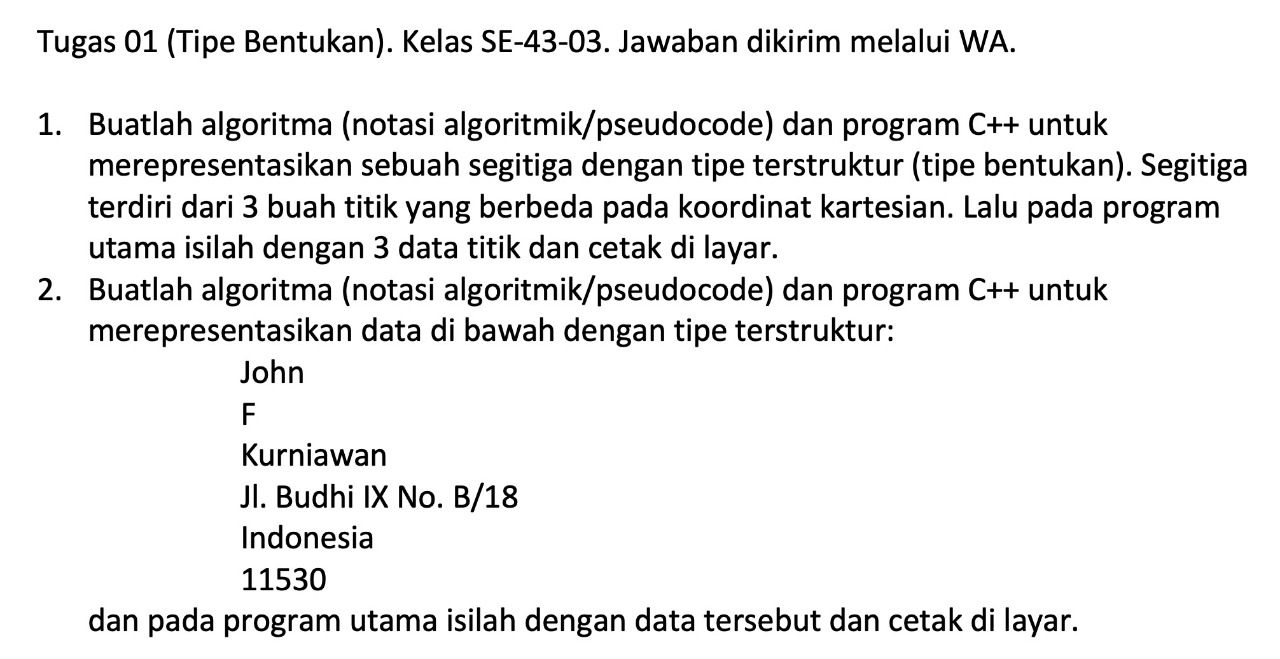 Tugas 01 (Tipe Bentukan). Kelas SE-43-03. Jawaban dikirim melalui WA.
1. Buatlah algoritma (notasi algoritmik/pseudocode) dan program C++ untuk
merepresentasikan sebuah segitiga dengan tipe terstruktur (tipe bentukan). Segitiga
terdiri dari 3 buah titik yang berbeda pada koordinat kartesian. Lalu pada program
utama isilah dengan 3 data titik dan cetak di layar.
2. Buatlah algoritma (notasi algoritmik/pseudocode) dan program C++ untuk
merepresentasikan data di bawah dengan tipe terstruktur:
John
F
Kurniawan
Jl. Budhi IX No. B/18
Indonesia
11530
dan pada program utama isilah dengan data tersebut dan cetak di layar.